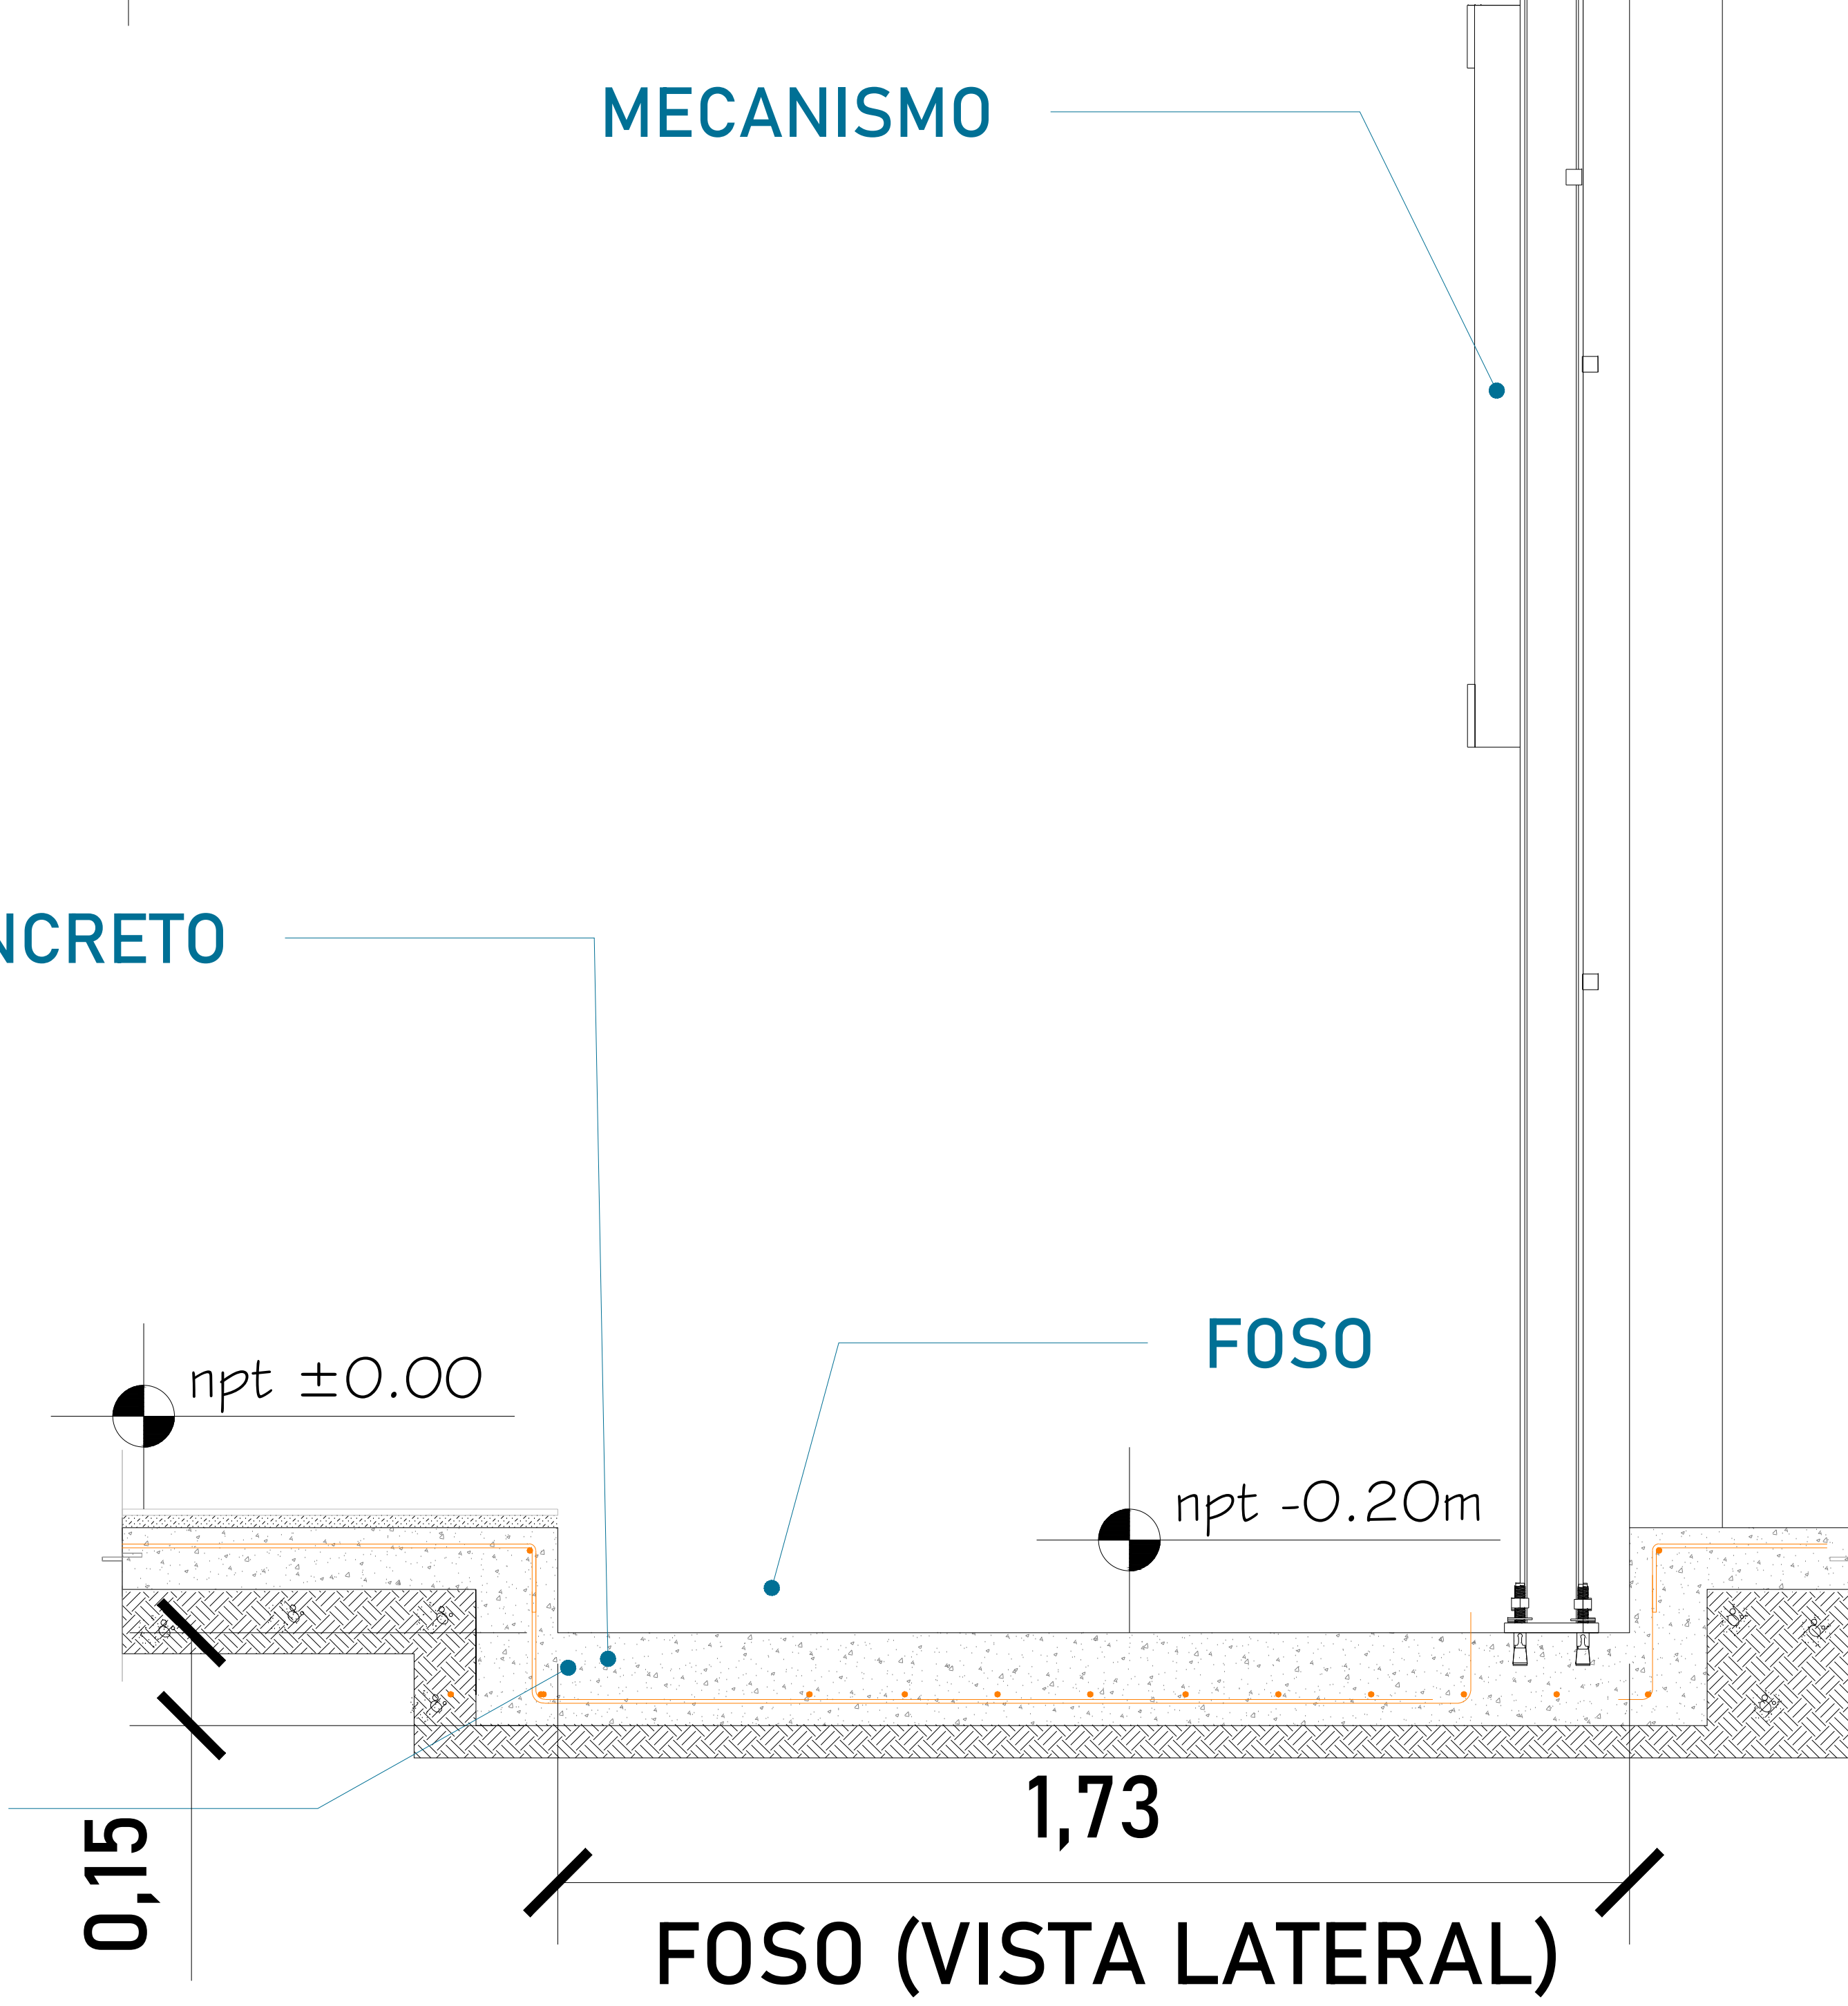 MECANISMO
NCRETO
FOSO
npt ±0.00
npt -0.20m
1,73
0,15
FOSO (VISTA LATERAL)